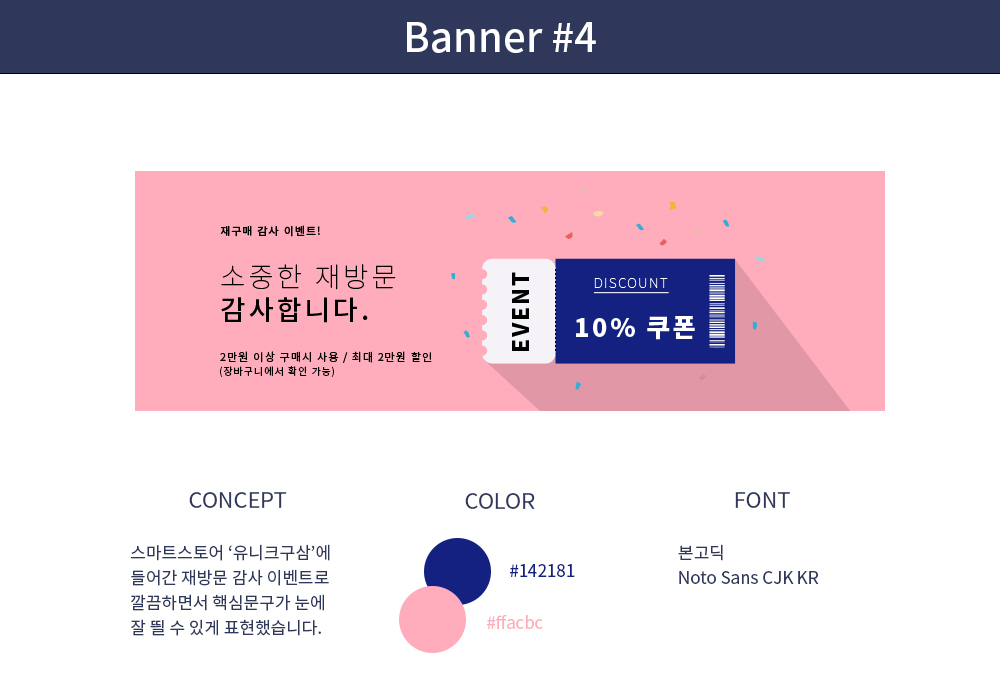 Banner #4
재구매 감사 이벤트!
소중한 재방문
감사합니다.
2만원 이상 구매시 사용 / 최대 2만원 할인
(장바구니에서 확인 가능)
EVENT
DISCOUNT
10% 쿠폰
CONCEPT
스마트스토어 ‘유니크구삼’에
들어간 재방문 감사 이벤트로
깔끔하면서 핵심문구가 눈에
잘 띌 수 있게 표현했습니다.
COLOR
#142181
#ffacbc
FONT
본고딕
Noto Sans CJK KR